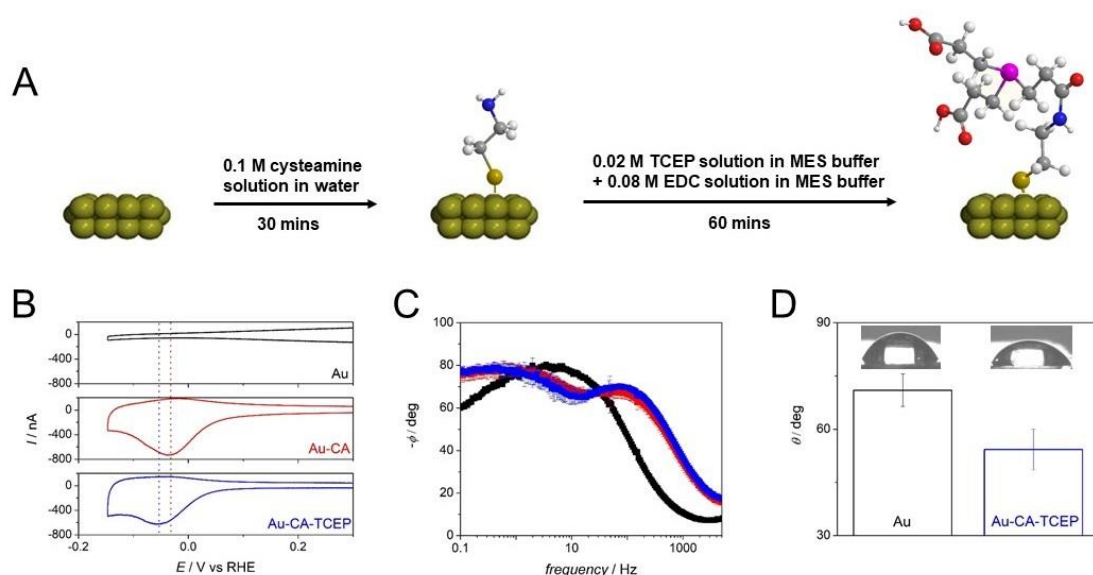 A
0.1 M cysteamine
solution in water
30 mins
0.02 M TCEP solution in MES buffer
+ 0.08 M EDC solution in MES buffer
60 mins
B
0
-400
-800
Au
0
-400
-800
Au-CA
0
-400
-800
Au-CA-TCEP
-0.2
0.0
0.2
I / nA
E / V vs RHE
C
100
80
60
40
20
0
0.1
10
1000
-ϕ / deg
frequency / Hz
D
90
60
30
θ / deg
Au
Au-CA-TCEP